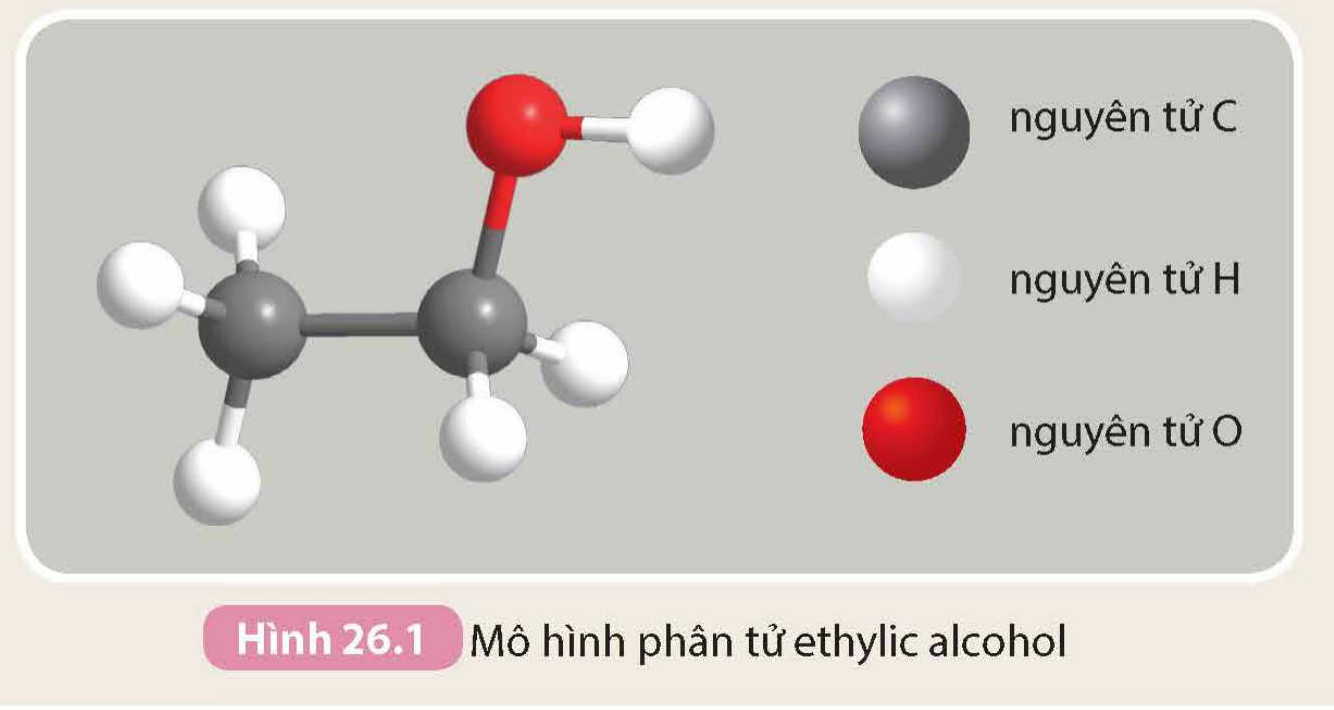 nguyên tử C
nguyên tử H
nguyên tử O
Hình 26.1 Mô hình phân tử ethylic alcohol